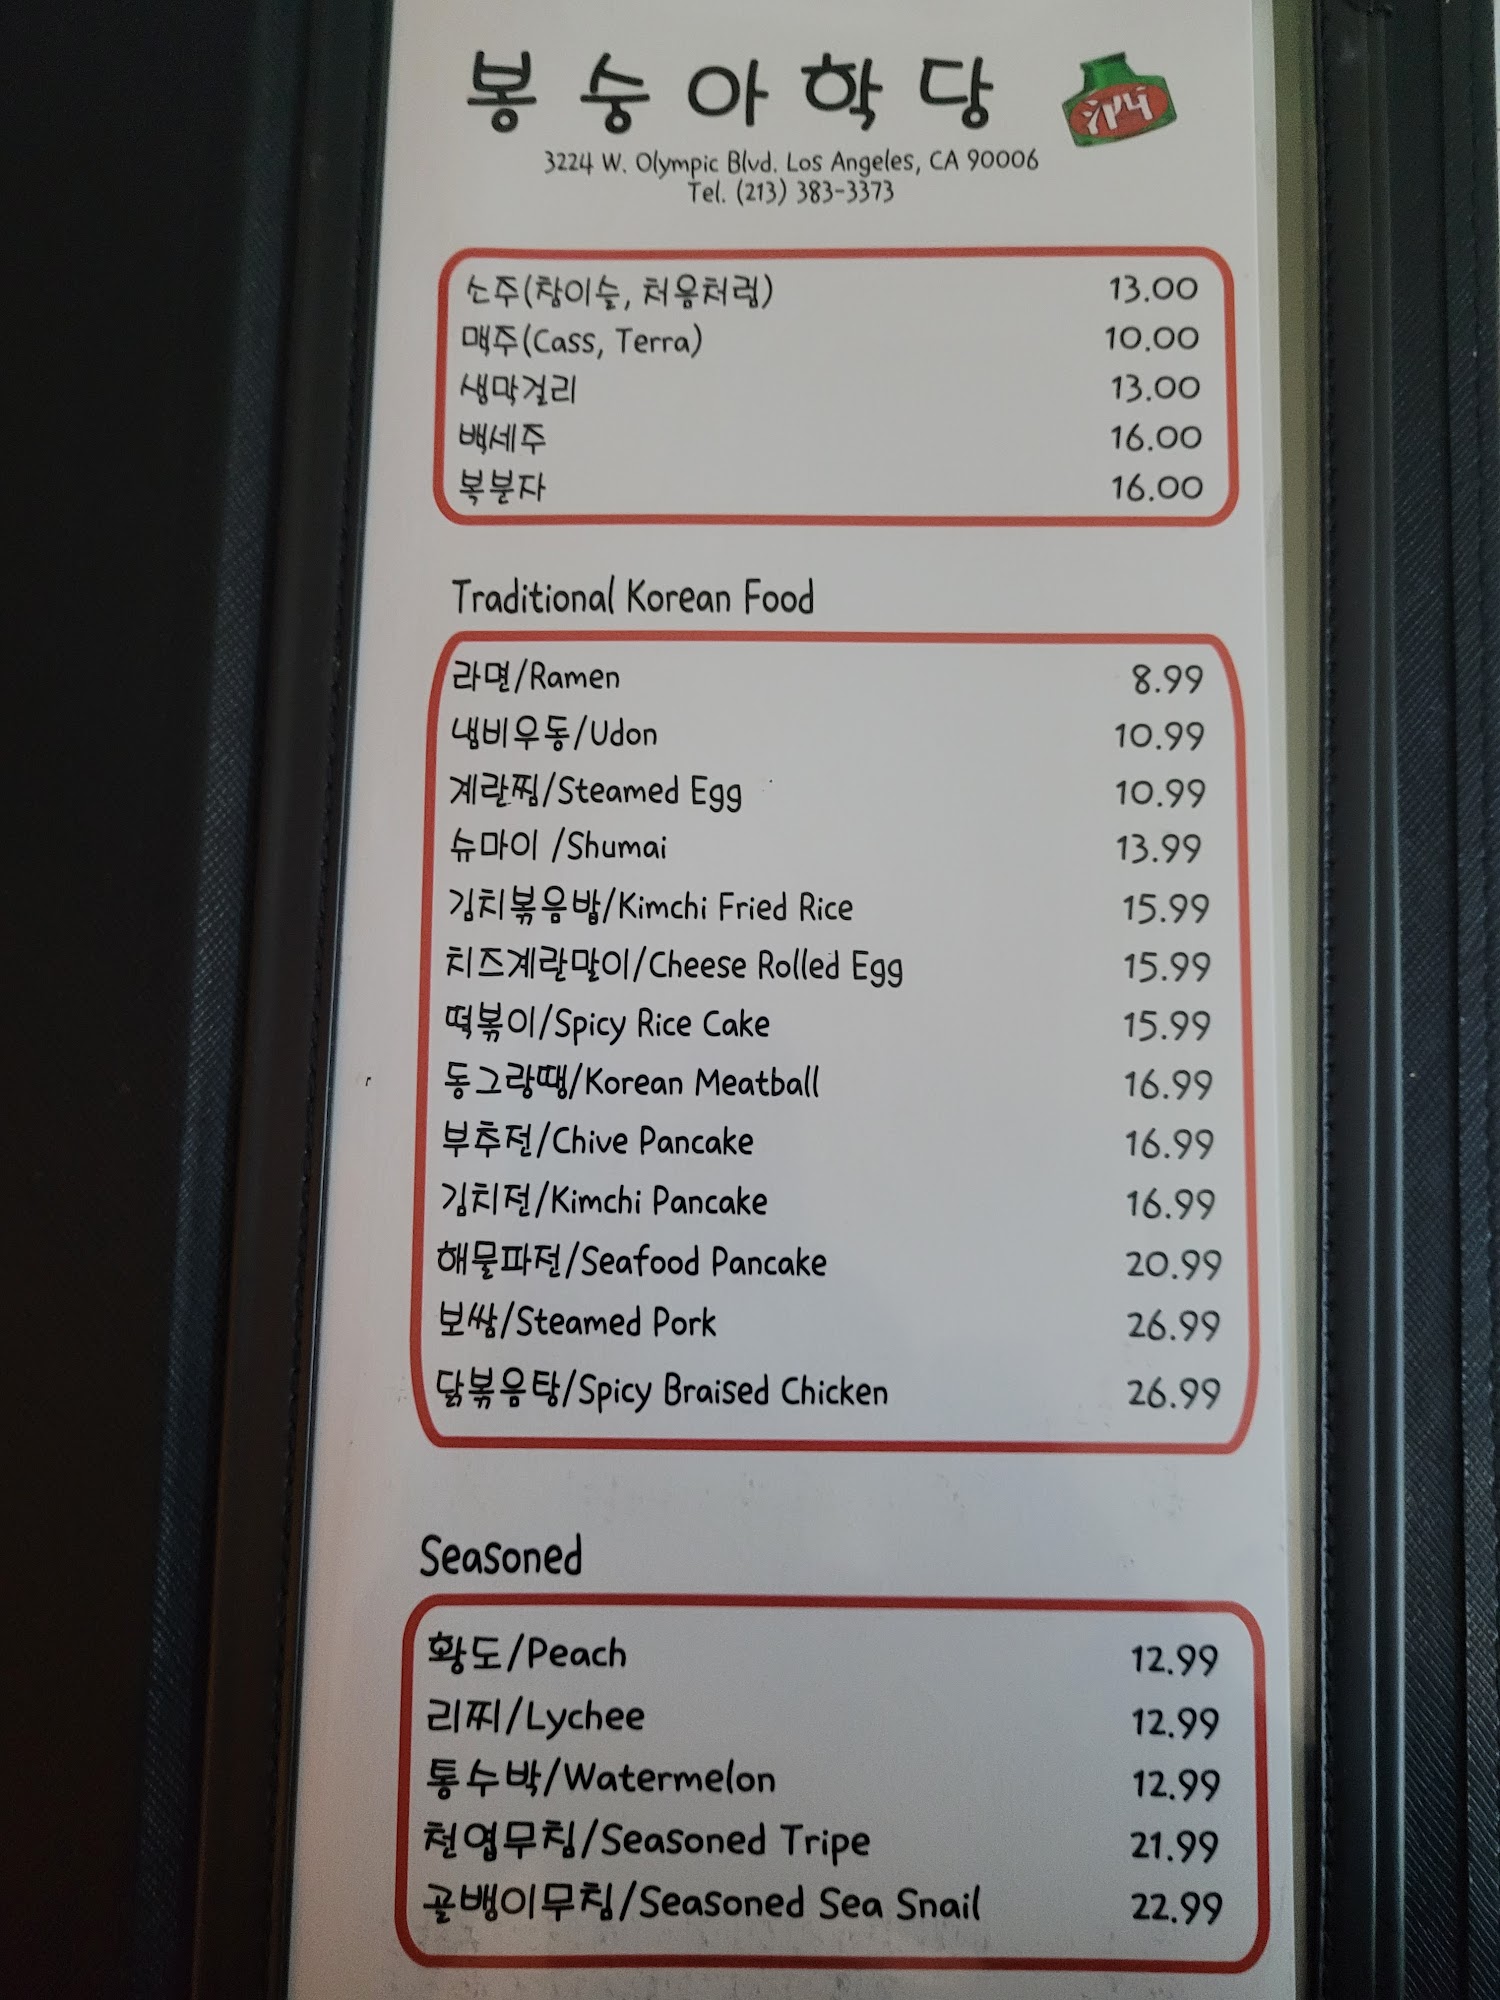 봉숭아학당
3224 W. Olympic Blvd. Los Angeles, CA 90006
Tel. (213) 383-3373
소주(참이슬, 처음처럼) 13.00
맥주(Cass, Terra) 10.00
생막걸리 13.00
백세주 16.00
복분자 16.00
Traditional Korean Food
라면/Ramen 8.99
냄비우동/Udon 10.99
계란찜/Steamed Egg 10.99
슈마이 /Shumai 13.99
김치볶음밥/Kimchi Fried Rice 15.99
치즈계란말이/Cheese Rolled Egg 15.99
떡볶이/Spicy Rice Cake 15.99
동그랑땡/Korean Meatball 16.99
부추전/Chive Pancake 16.99
김치전/Kimchi Pancake 16.99
해물파전/Seafood Pancake 20.99
보쌈/Steamed Pork 26.99
닭볶음탕/Spicy Braised Chicken 26.99
Seasoned
황도/Peach 12.99
리찌/Lychee 12.99
통수박/Watermelon 12.99
천엽무침/Seasoned Tripe 21.99
골뱅이무침/Seasoned Sea Snail 22.99